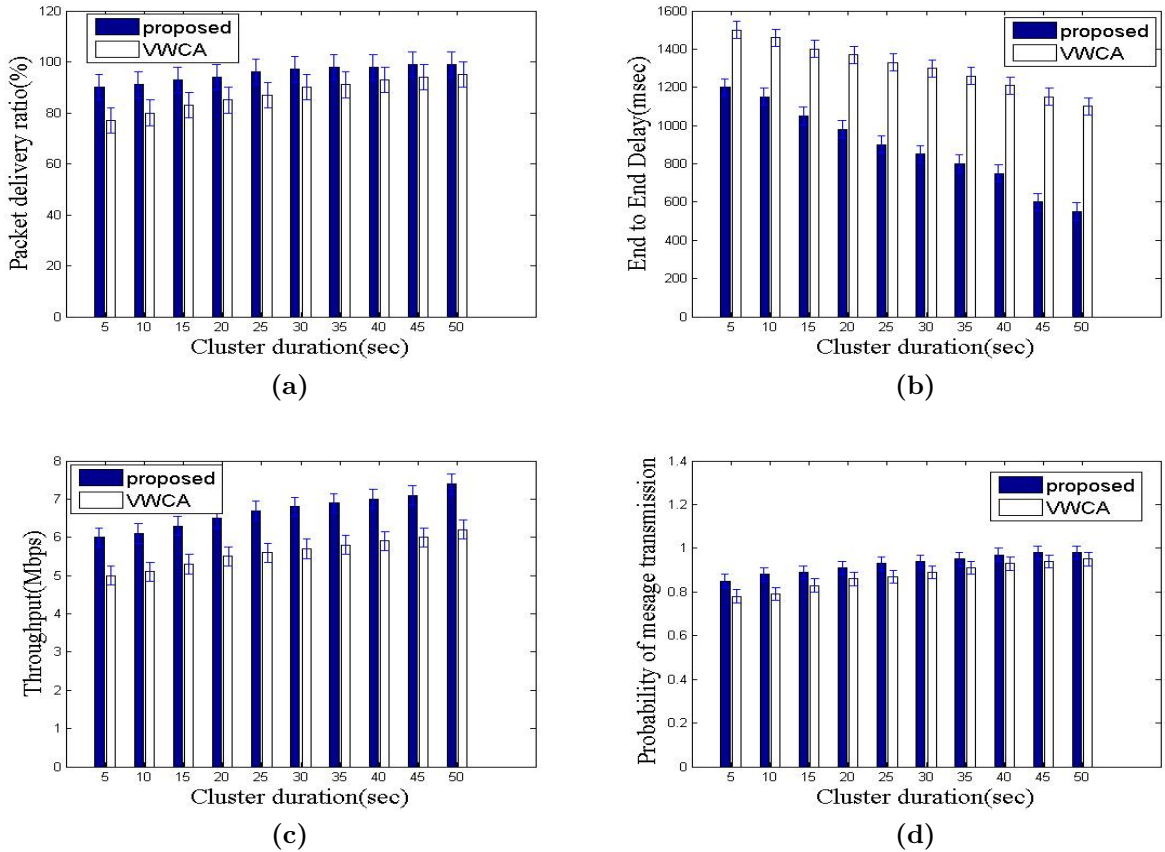 120
100
80
60
40
20
0
proposed
VWCA
Packet delivery ratio(%)
5 10 15 20 25 30 35 40 45 50
Cluster duration(sec)
(a)
1600
1400
1200
1000
800
600
400
200
0
proposed
VWCA
End to End Delay(msec)
5 10 15 20 25 30 35 40 45 50
Cluster duration(sec)
(b)
8
7
6
5
4
3
2
1
0
proposed
VWCA
Throughput(Mbps)
5 10 15 20 25 30 35 40 45 50
Cluster duration(sec)
(c)
1.4
1.2
1
0.8
0.6
0.4
0.2
0
proposed
VWCA
Probability of mesage transmission
5 10 15 20 25 30 35 40 45 50
Cluster duration(sec)
(d)